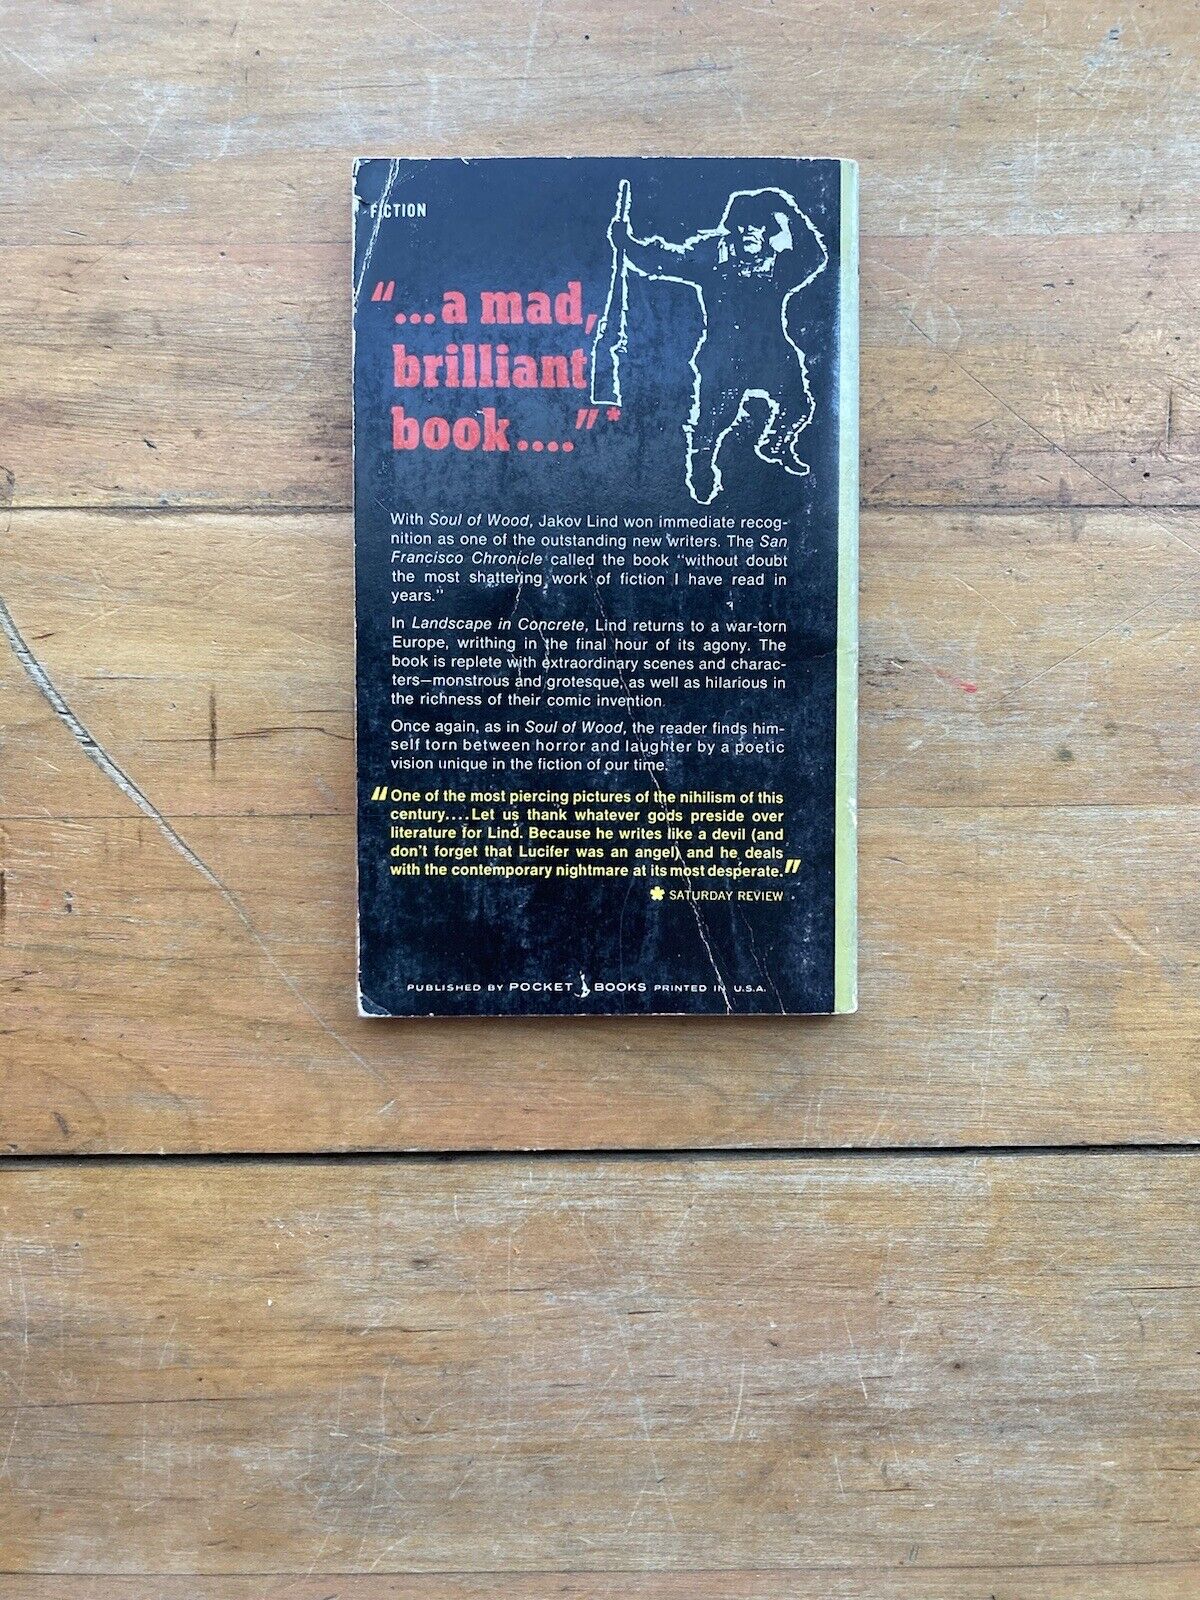 FICTION
“...a mad,
brilliant
book....”*
With Soul of Wood, Jakov Lind won immediate recog-
nition as one of the outstanding new writers. The San
Francisco Chronicle called the book “without doubt
the most shattering work of fiction I have read in
years.”
In Landscape in Concrete, Lind returns to a war-torn
Europe, writhing in the final hour of its agony. The
book is replete with extraordinary scenes and charac-
ters—monstrous and grotesque, as well as hilarious in
the richness of their comic invention.
Once again, as in Soul of Wood, the reader finds him-
self torn between horror and laughter by a poetic
vision unique in the fiction of our time.
“One of the most piercing pictures of the nihilism of this
century....Let us thank whatever gods preside over
literature for Lind. Because he writes like a devil (and
don't forget that Lucifer was an angel) and he deals
with the contemporary nightmare at its most desperate.”
* SATURDAY REVIEW
PUBLISHED BY POCKET BOOKS PRINTED IN U.S.A.